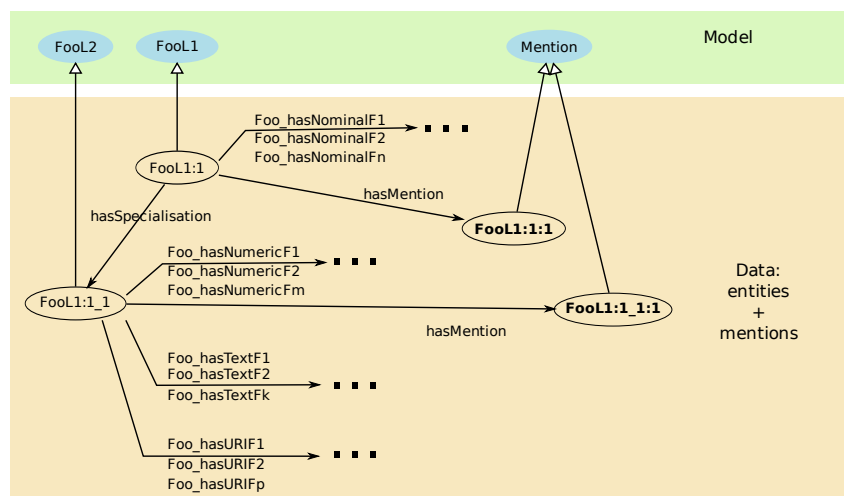 FooL2
FooL1
Mention
Model
Foo_hasNominalF1
Foo_hasNominalF2
Foo_hasNominalFn
FooL1:1
hasMention
hasSpecialisation
FooL1:1:1
Foo_hasNumericF1
Foo_hasNumericF2
Foo_hasNumericFm
FooL1:1_1
FooL1:1_1:1
hasMention
Data:
entities
+
mentions
Foo_hasTextF1
Foo_hasTextF2
Foo_hasTextFk
Foo_hasURIF1
Foo_hasURIF2
Foo_hasURIFp